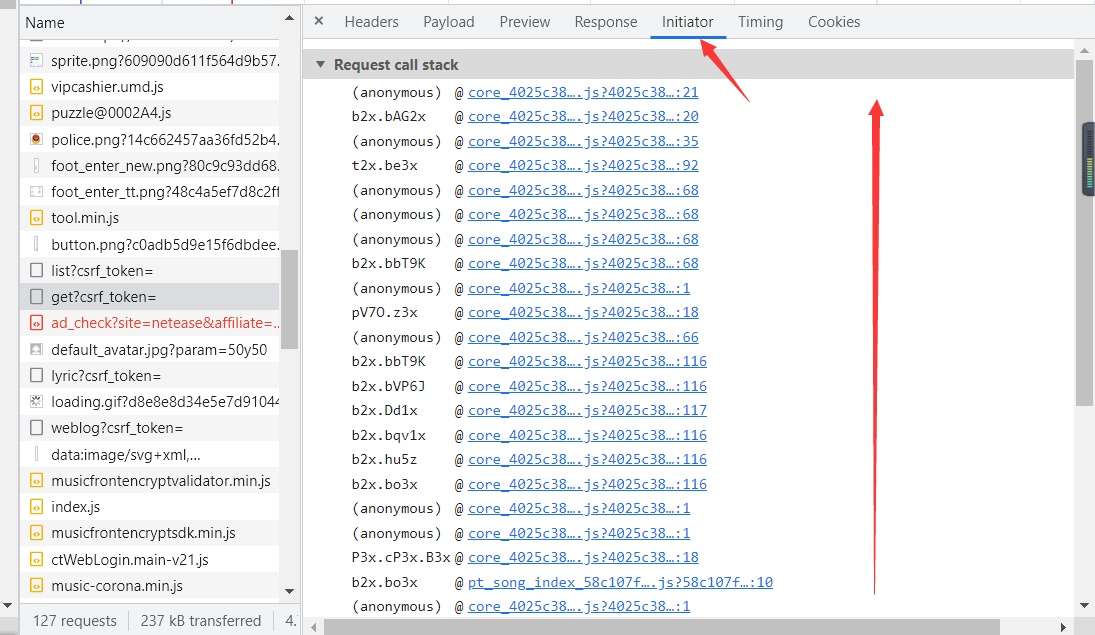 Name
sprite.png?609090d611f564d9b57.
vipcashier.umd.js
puzzle@0002A4.js
police.png?14c662457aa36fd52b4.
foot_enter_new.png?80c9c93dd68.
foot_enter_tt.png?48c4a5ef7d8c2ff
tool.min.js
button.png?c0adb5d9e15f6dbdee.
list?csrf_token=
get?csrf_token=
ad_check?site=netease&affiliate=..
default_avatar.jpg?param=50y50
lyric?csrf_token=
loading.gif?d8e8e8d34e5e7d91044
weblog?csrf_token=
data:image/svg+xml,...
musicfrontencryptvalidator.min.js
index.js
musicfrontencryptsdk.min.js
ctWebLogin.main-v21.js
music-corona.min.js
127 requests 237 kB transferred 4.
× Headers Payload Preview Response Initiator Timing Cookies
▼ Request call stack
(anonymous) @ core_4025c38….js?4025c38…:21
b2x.bAG2x @ core_4025c38….js?4025c38…:20
(anonymous) @ core_4025c38….js?4025c38…:35
t2x.be3x @ core_4025c38….js?4025c38…:92
(anonymous) @ core_4025c38….js?4025c38…:68
(anonymous) @ core_4025c38….js?4025c38…:68
(anonymous) @ core_4025c38….js?4025c38…:68
b2x.bbT9K @ core_4025c38….js?4025c38…:68
(anonymous) @ core_4025c38….js?4025c38…:1
pV7O.z3x @ core_4025c38….js?4025c38…:18
(anonymous) @ core_4025c38….js?4025c38…:66
b2x.bbT9K @ core_4025c38….js?4025c38…:116
b2x.bVP6J @ core_4025c38….js?4025c38…:116
b2x.Dd1x @ core_4025c38….js?4025c38…:117
b2x.bqv1x @ core_4025c38….js?4025c38…:116
b2x.hu5z @ core_4025c38….js?4025c38…:116
b2x.bo3x @ core_4025c38….js?4025c38…:116
(anonymous) @ core_4025c38….js?4025c38…:1
(anonymous) @ core_4025c38….js?4025c38…:1
P3x.cP3x.B3x @ core_4025c38….js?4025c38…:18
b2x.bo3x @ pt_song_index_58c107f….js?58c107f…:10
(anonymous) @ core_4025c38….js?4025c38…:1